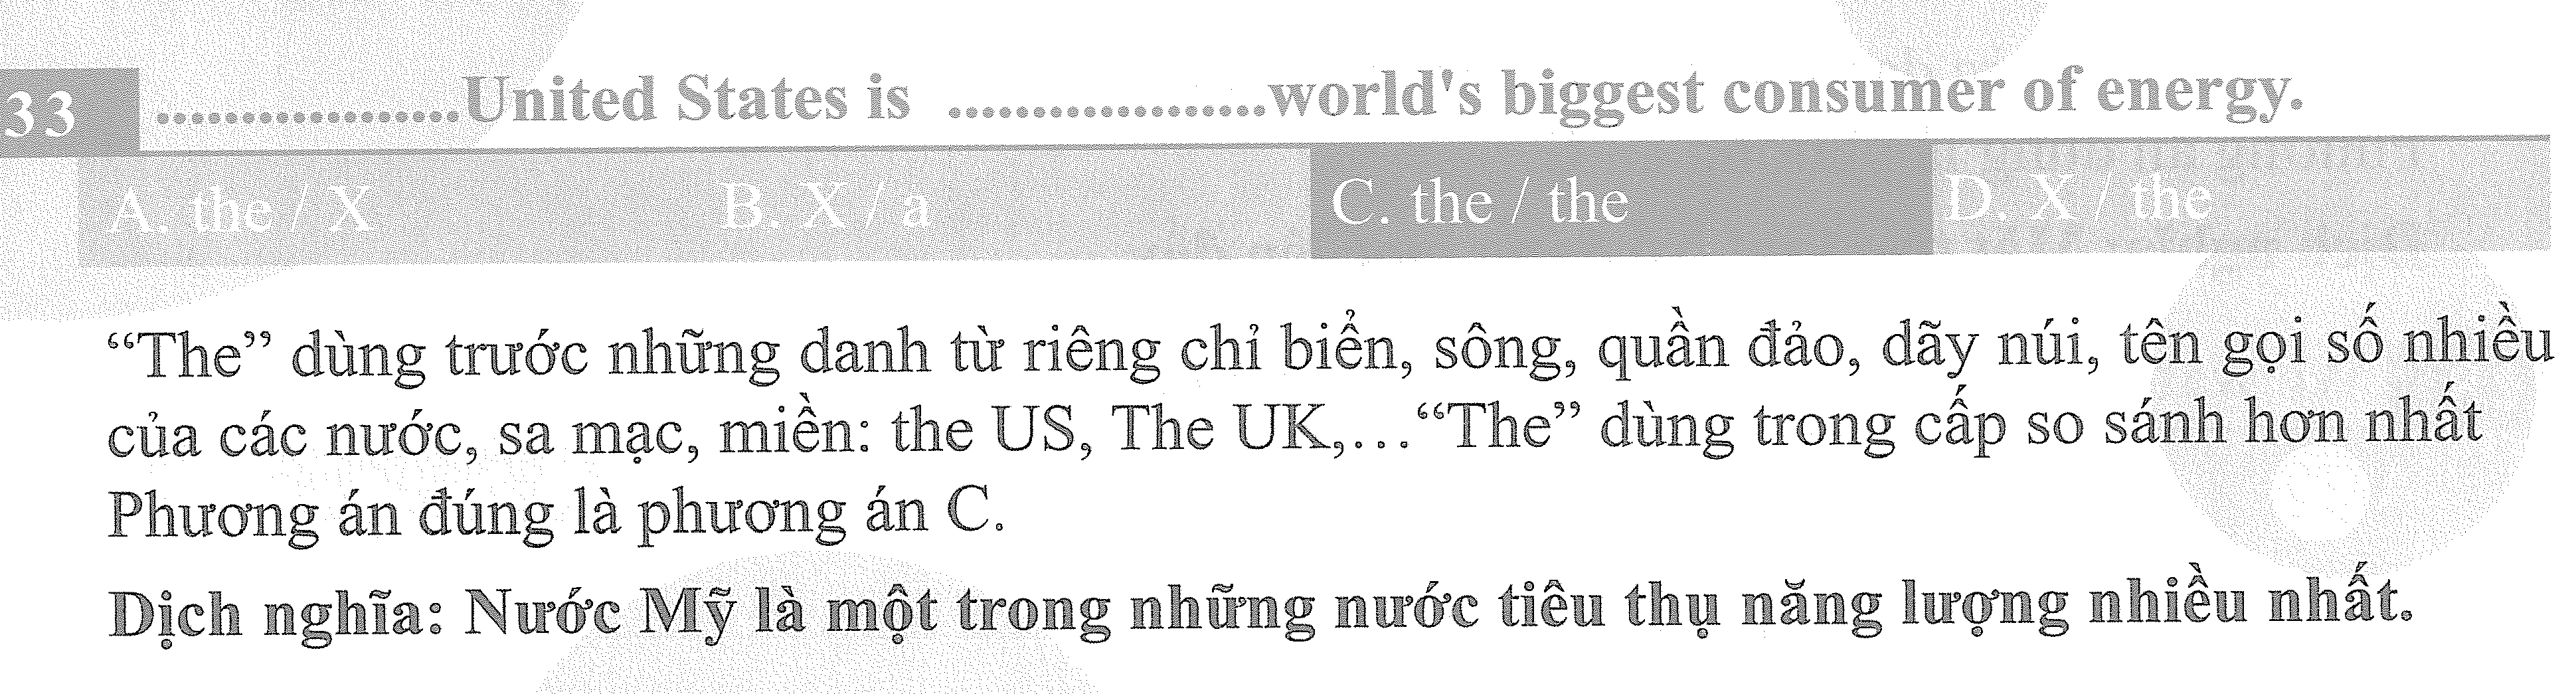 33 .................United States is ..................world's biggest consumer of energy.
A. the / X B. X / a C. the / the D. X / the
“The” dùng trước những danh từ riêng chỉ biển, sông, quần đảo, dãy núi, tên gọi số nhiều
của các nước, sa mạc, miền: the US, The UK,…“The” dùng trong cấp so sánh hơn nhất
Phương án đúng là phương án C.
Dịch nghĩa: Nước Mỹ là một trong những nước tiêu thụ năng lượng nhiều nhất.